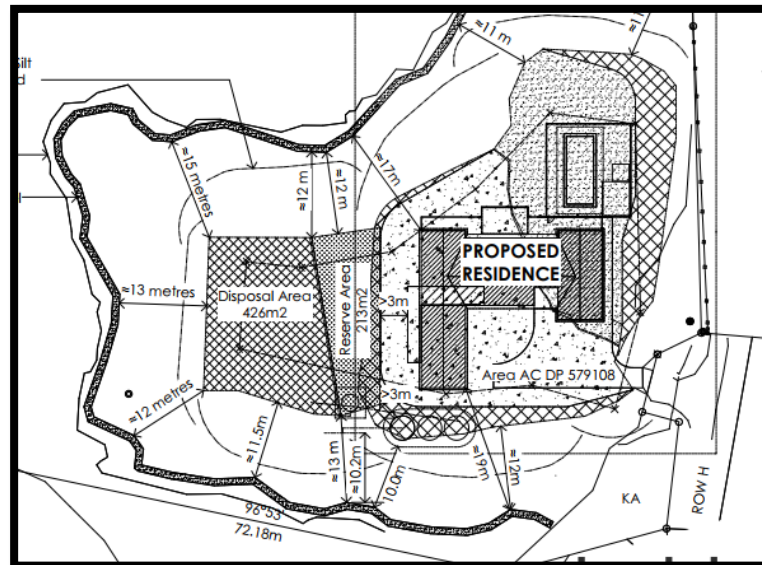 ≈11 m
≈11
Silt
d
≈15 metres
≈12 m
≈12 m
≈17m
PROPOSED
RESIDENCE
≈13 metres
Disposal Area
426m2
Reserve Area
213m2
>3m
Area AC DP 579108
>3m
≈12 metres
≈11.5m
≈13 m
≈10.2m
10.0m
≈19m
≈12m
96°53'
72.18m
KA
ROW H